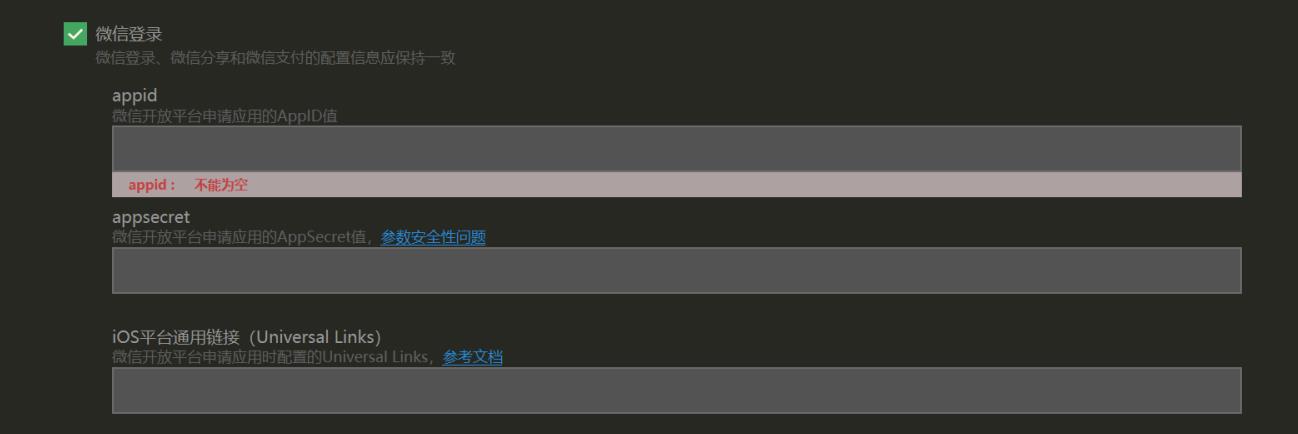 微信登录
微信登录、微信分享和微信支付的配置信息应保持一致
appid
微信开放平台申请应用的AppID值
appid： 不能为空
appsecret
微信开放平台申请应用的AppSecret值，参数安全性问题
iOS平台通用链接（Universal Links）
微信开放平台申请应用时配置的Universal Links，参考文档